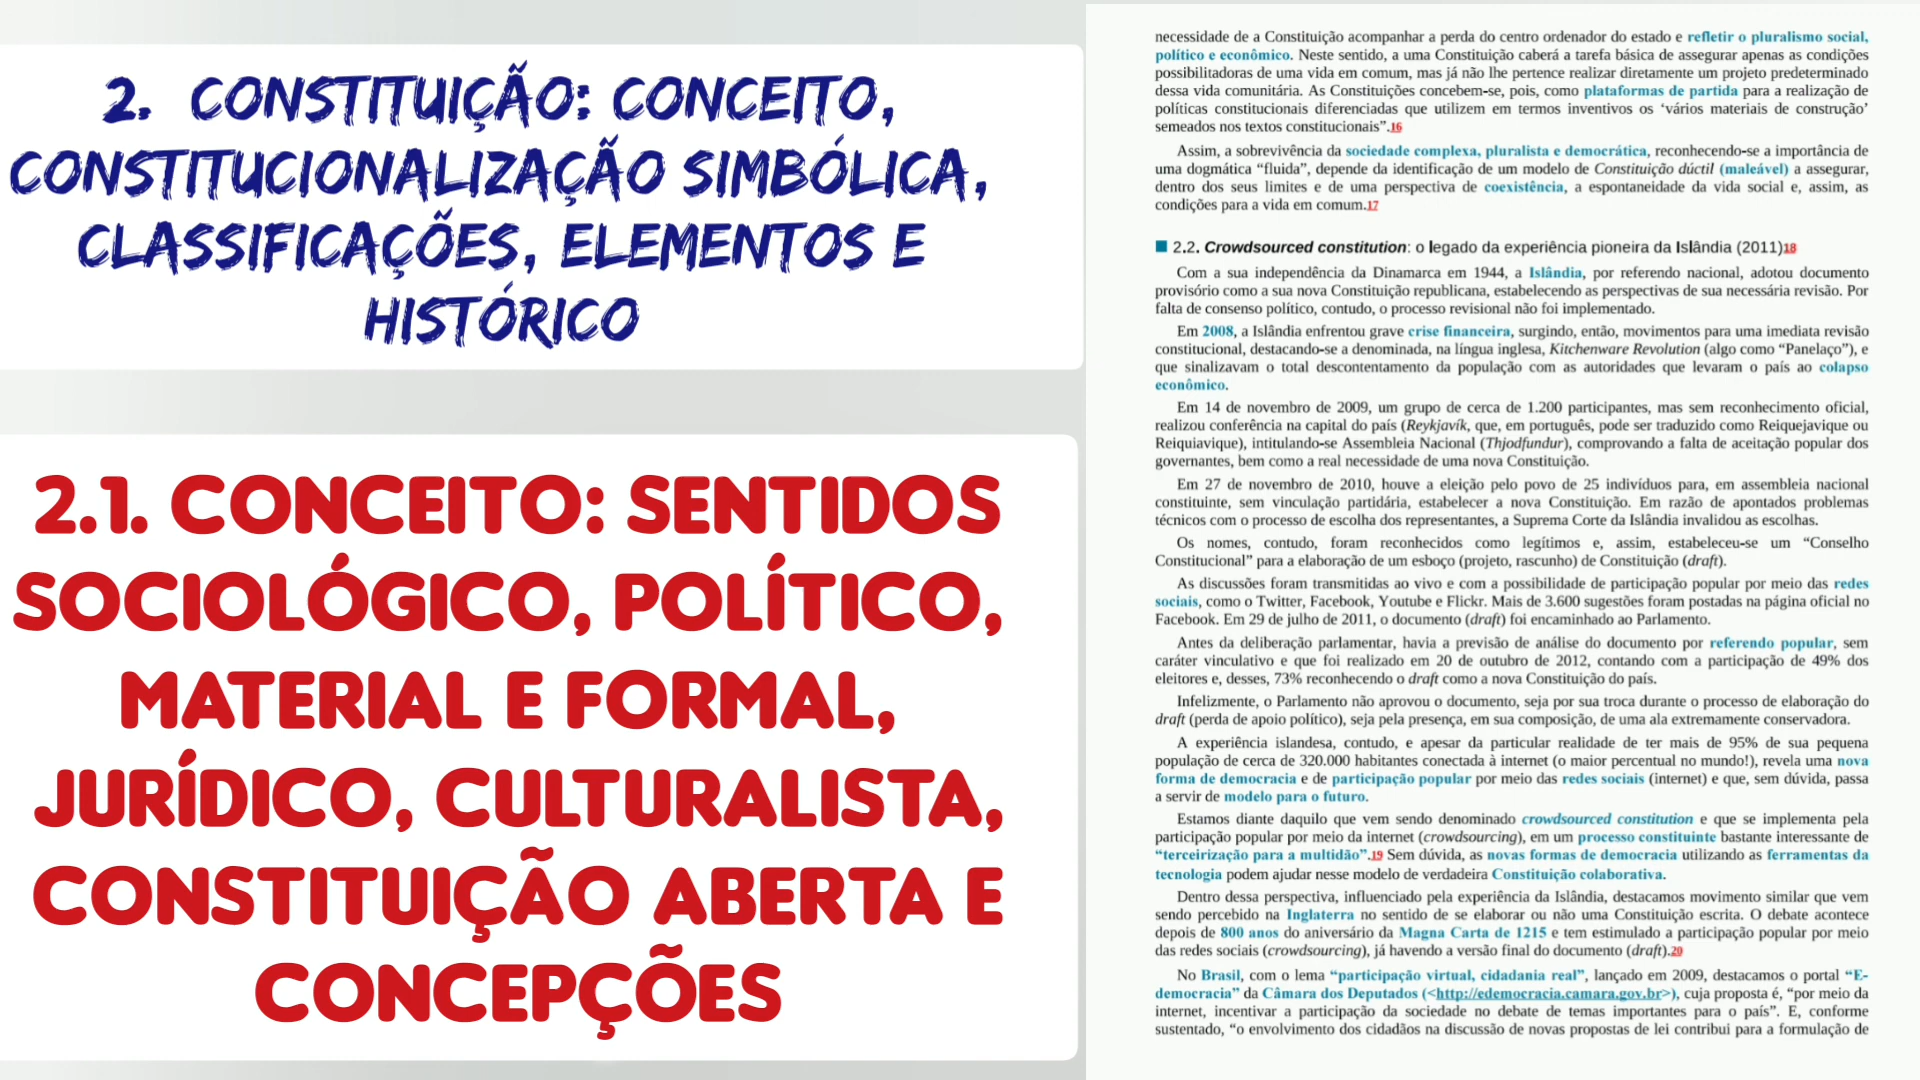 2. CONSTITUIÇÃO: CONCEITO,
CONSTITUCIONALIZAÇÃO SIMBÓLICA,
CLASSIFICAÇÕES, ELEMENTOS E
HISTÓRICO
2.1. CONCEITO: SENTIDOS
SOCIOLÓGICO, POLÍTICO,
MATERIAL E FORMAL,
JURÍDICO, CULTURALISTA,
CONSTITUIÇÃO ABERTA E
CONCEPÇÕES
necessidade de a Constituição acompanhar a perda do centro ordenador do estado e refletir o pluralismo social,
político e econômico. Neste sentido, a uma Constituição caberá a tarefa básica de assegurar apenas as condições
possibilitadoras de uma vida em comum, mas já não lhe pertence realizar diretamente um projeto predeterminado
dessa vida comunitária. As Constituições concebem-se, pois, como plataformas de partida para a realização de
políticas constitucionais diferenciadas que utilizem em termos inventivos os ‘vários materiais de construção’
semeados nos textos constitucionais”.16
Assim, a sobrevivência da sociedade complexa, pluralista e democrática, reconhecendo-se a importância de
uma dogmática “fluida”, depende da identificação de um modelo de Constituição dúctil (maleável) a assegurar,
dentro dos seus limites e de uma perspectiva de coexistência, a espontaneidade da vida social e, assim, as
condições para a vida em comum.17
■ 2.2. Crowdsourced constitution: o legado da experiência pioneira da Islândia (2011)18
Com a sua independência da Dinamarca em 1944, a Islândia, por referendo nacional, adotou documento
provisório como a sua nova Constituição republicana, estabelecendo as perspectivas de sua necessária revisão. Por
falta de consenso político, contudo, o processo revisional não foi implementado.
Em 2008, a Islândia enfrentou grave crise financeira, surgindo, então, movimentos para uma imediata revisão
constitucional, destacando-se a denominada, na língua inglesa, Kitchenware Revolution (algo como “Panelaço”), e
que sinalizavam o total descontentamento da população com as autoridades que levaram o país ao colapso
econômico.
Em 14 de novembro de 2009, um grupo de cerca de 1.200 participantes, mas sem reconhecimento oficial,
realizou conferência na capital do país (Reykjavík, que, em português, pode ser traduzido como Reiquejavique ou
Reiquiavique), intitulando-se Assembleia Nacional (Thjodfundur), comprovando a falta de aceitação popular dos
governantes, bem como a real necessidade de uma nova Constituição.
Em 27 de novembro de 2010, houve a eleição pelo povo de 25 indivíduos para, em assembleia nacional
constituinte, sem vinculação partidária, estabelecer a nova Constituição. Em razão de apontados problemas
técnicos com o processo de escolha dos representantes, a Suprema Corte da Islândia invalidou as escolhas.
Os nomes, contudo, foram reconhecidos como legítimos e, assim, estabeleceu-se um “Conselho
Constitucional” para a elaboração de um esboço (projeto, rascunho) de Constituição (draft).
As discussões foram transmitidas ao vivo e com a possibilidade de participação popular por meio das redes
sociais, como o Twitter, Facebook, Youtube e Flickr. Mais de 3.600 sugestões foram postadas na página oficial no
Facebook. Em 29 de julho de 2011, o documento (draft) foi encaminhado ao Parlamento.
Antes da deliberação parlamentar, havia a previsão de análise do documento por referendo popular, sem
caráter vinculativo e que foi realizado em 20 de outubro de 2012, contando com a participação de 49% dos
eleitores e, desses, 73% reconhecendo o draft como a nova Constituição do país.
Infelizmente, o Parlamento não aprovou o documento, seja por sua troca durante o processo de elaboração do
draft (perda de apoio político), seja pela presença, em sua composição, de uma ala extremamente conservadora.
A experiência islandesa, contudo, e apesar da particular realidade de ter mais de 95% de sua pequena
população de cerca de 320.000 habitantes conectada à internet (o maior percentual no mundo!), revela uma nova
forma de democracia e de participação popular por meio das redes sociais (internet) e que, sem dúvida, passa
a servir de modelo para o futuro.
Estamos diante daquilo que vem sendo denominado crowdsourced constitution e que se implementa pela
participação popular por meio da internet (crowdsourcing), em um processo constituinte bastante interessante de
“terceirização para a multidão”.19 Sem dúvida, as novas formas de democracia utilizando as ferramentas da
tecnologia podem ajudar nesse modelo de verdadeira Constituição colaborativa.
Dentro dessa perspectiva, influenciado pela experiência da Islândia, destacamos movimento similar que vem
sendo percebido na Inglaterra no sentido de se elaborar ou não uma Constituição escrita. O debate acontece
depois de 800 anos do aniversário da Magna Carta de 1215 e tem estimulado a participação popular por meio
das redes sociais (crowdsourcing), já havendo a versão final do documento (draft).20
No Brasil, com o lema “participação virtual, cidadania real”, lançado em 2009, destacamos o portal “E-
democracia” da Câmara dos Deputados (<http://edemocracia.camara.gov.br>), cuja proposta é, “por meio da
internet, incentivar a participação da sociedade no debate de temas importantes para o país”. E, conforme
sustentado, “o envolvimento dos cidadãos na discussão de novas propostas de lei contribui para a formulação de